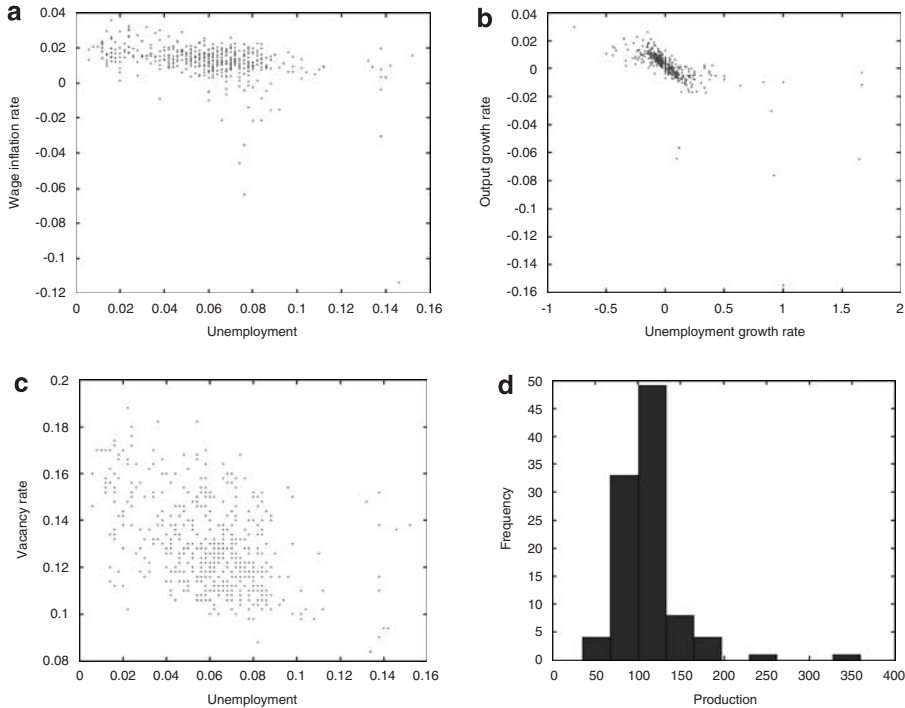 a
0.04
0.02
0
-0.02
-0.04
-0.06
-0.08
-0.1
-0.12
Wage inflation rate
0 0.02 0.04 0.06 0.08 0.1 0.12 0.14 0.16
Unemployment
b
0.04
0.02
0
-0.02
-0.04
-0.06
-0.08
-0.1
-0.12
-0.14
-0.16
Output growth rate
-1 -0.5 0 0.5 1 1.5 2
Unemployment growth rate
c
0.2
0.18
0.16
0.14
0.12
0.1
0.08
Vacancy rate
0 0.02 0.04 0.06 0.08 0.1 0.12 0.14 0.16
Unemployment
d
50
45
40
35
30
25
20
15
10
5
0
Frequency
0 50 100 150 200 250 300 350 400
Production